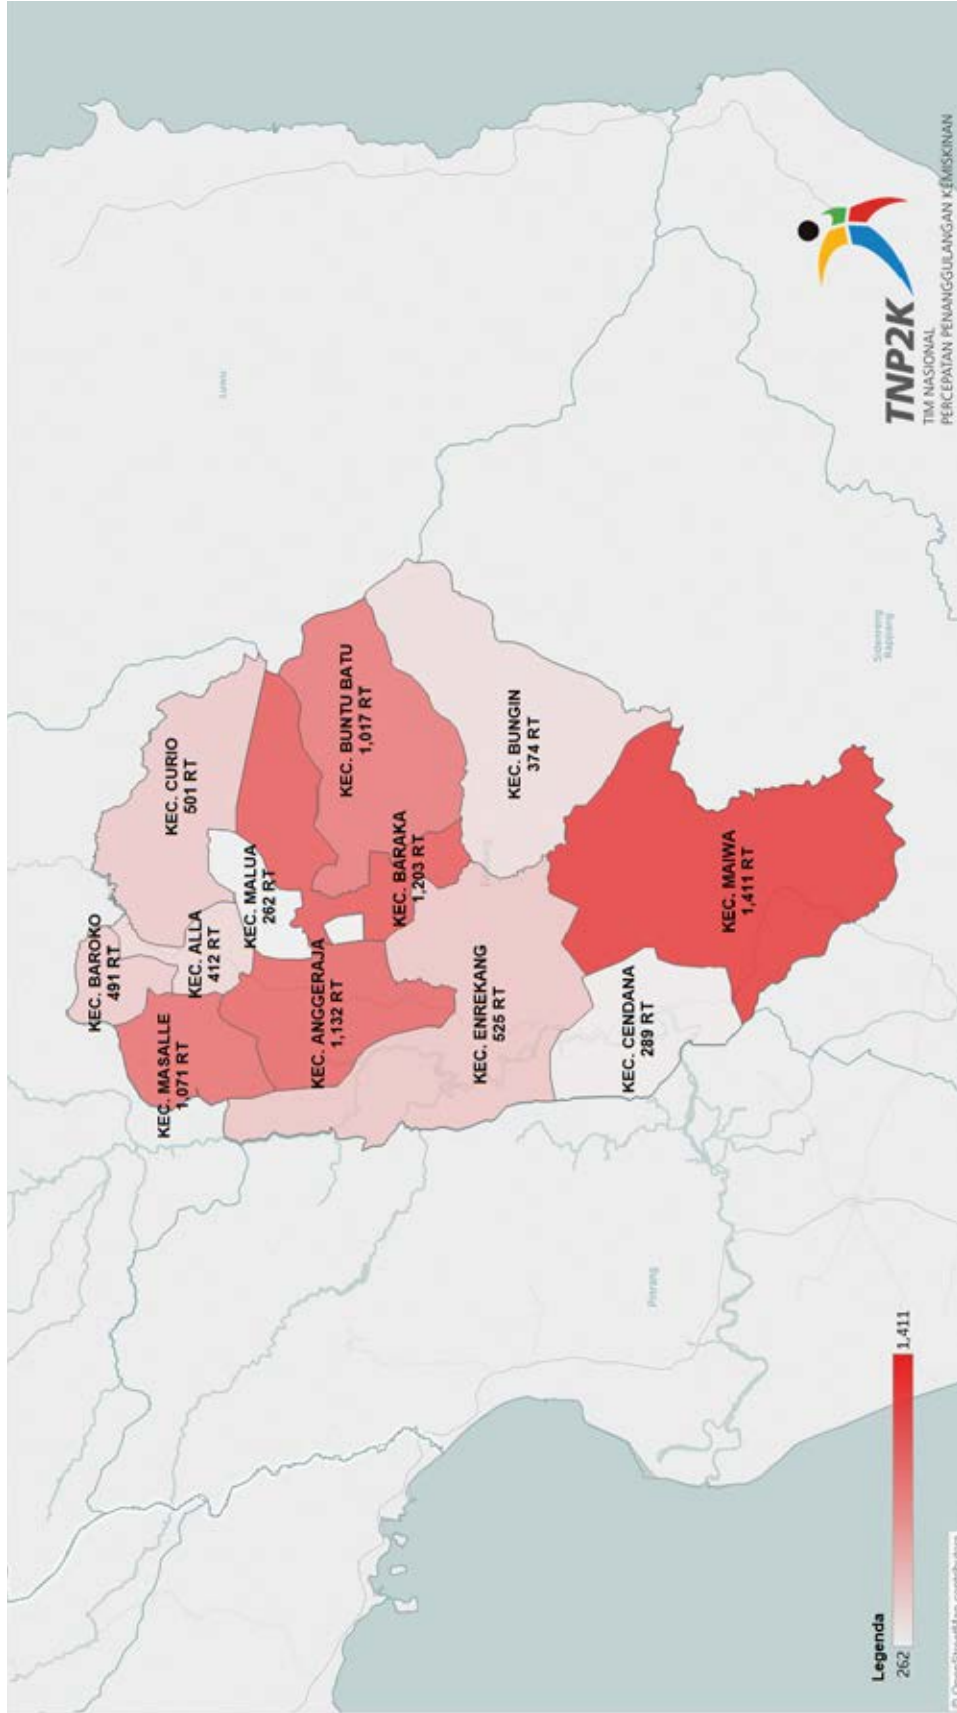 KEC. BAROKO
491 RT
KEC. CURIO
501 RT
KEC. MASALLE
1,071 RT
KEC. ALLA
412 RT
KEC. MALUA
262 RT
KEC. ANGGERAJA
1,132 RT
KEC. BUNTU BATU
1,017 RT
KEC. BARAKA
1,203 RT
KEC. ENREKANG
525 RT
KEC. BUNGIN
374 RT
KEC. CENDANA
289 RT
KEC. MAIWA
1,411 RT
Luwu
Pinrang
Sidenreng
Rappang
Legenda
262
1,411
TNP2K
TIM NASIONAL
PERCEPATAN PENANGGULANGAN KEMISKINAN